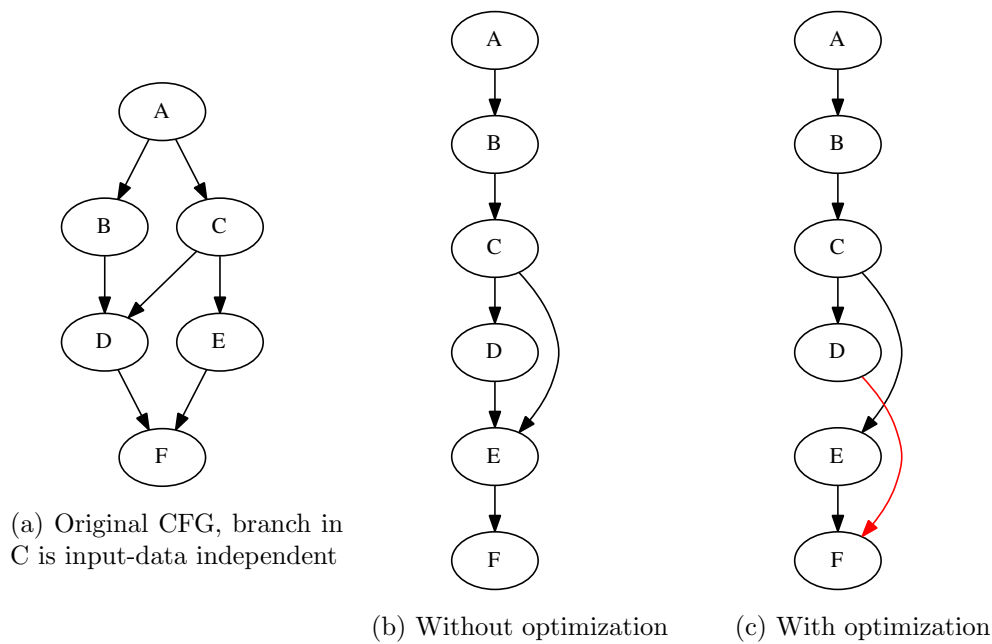 A
B
C
D
E
F
(a) Original CFG, branch in
C is input-data independent
A
B
C
D
E
F
(b) Without optimization
A
B
C
D
E
F
(c) With optimization